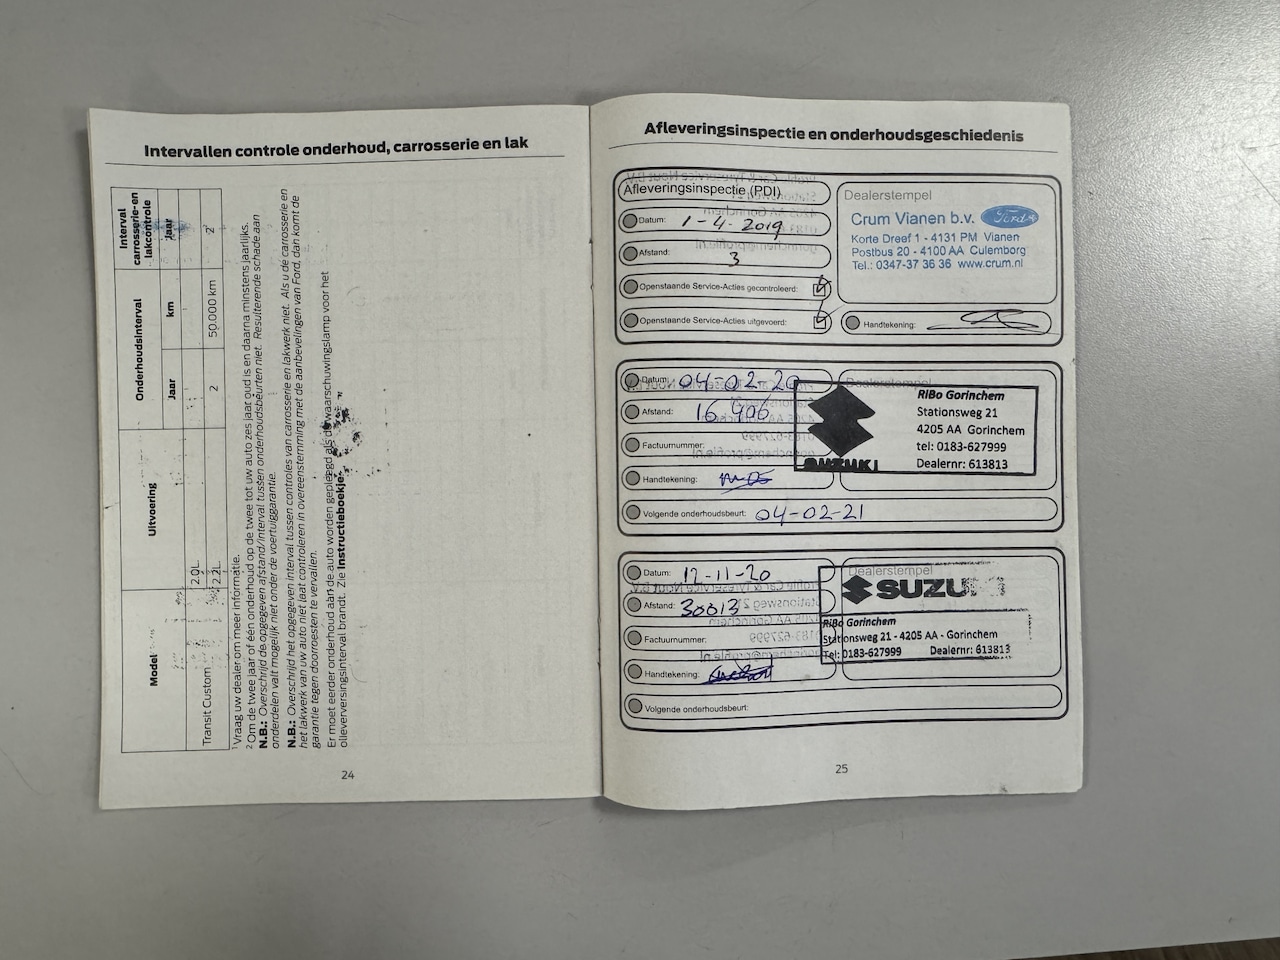 Intervallen controle onderhoud, carrosserie en lak
Model
Uitvoering
Onderhoudsinterval
Interval carrosserie- en lakcontrole
Jaar
km
Jaar
Transit Custom
2.0L
2.2L
2
50.000 km
2
¹ Vraag uw dealer om meer informatie.
² Om de twee jaar of één onderhoud op de twee tot uw auto zes jaar oud is en daarna minstens jaarlijks.
N.B.: Overschrijd de opgegeven afstand/interval tussen onderhoudsbeurten niet. Resulterende schade aan
onderdelen valt mogelijk niet onder de voertuiggarantie.
N.B.: Overschrijd het opgegeven interval tussen controles van carrosserie en lakwerk niet. Als u de carrosserie en
het lakwerk van uw auto niet laat controleren in overeenstemming met de aanbevelingen van Ford, dan komt de
garantie tegen doorroesten te vervallen.
Er moet eerder onderhoud aan de auto worden gepleegd als de waarschuwingslamp voor het
olieverversingsinterval brandt. Zie Instructieboekje.
24
Afleveringsinspectie en onderhoudsgeschiedenis
Afleveringsinspectie (PDI)
Datum: 1-4-2019
Afstand: 3
Openstaande Service-Acties gecontroleerd:
Openstaande Service-Acties uitgevoerd:
Dealerstempel
Crum Vianen b.v. Ford
Korte Dreef 1 - 4131 PM Vianen
Postbus 20 - 4100 AA Culemborg
Tel.: 0347-37 36 36 www.crum.nl
Handtekening:
Datum: 04-02-20
Afstand: 16.906
Factuurnummer:
Handtekening:
Volgende onderhoudsbeurt: 04-02-21
Dealerstempel
SUZUKI
RIBo Gorinchem
Stationsweg 21
4205 AA Gorinchem
tel: 0183-627999
Dealernr: 613813
Datum: 12-11-20
Afstand: 30013
Factuurnummer:
Handtekening:
Volgende onderhoudsbeurt:
Dealerstempel
SUZU
RiBo Gorinchem
Stationsweg 21 - 4205 AA - Gorinchem
Tel: 0183-627999 Dealernr: 613813
25